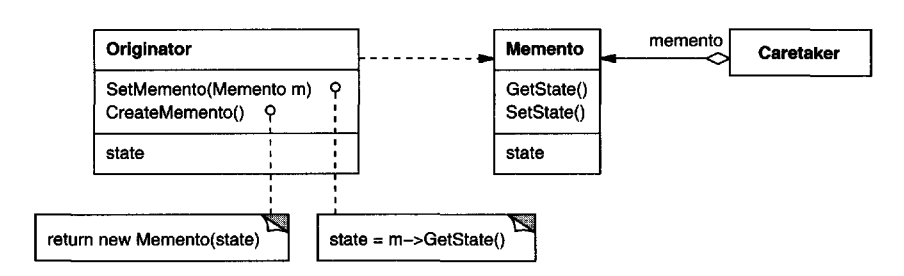 Originator
SetMemento(Memento m)
CreateMemento()
state
Memento
GetState()
SetState()
state
memento
Caretaker
return new Memento(state)
state = m->GetState()